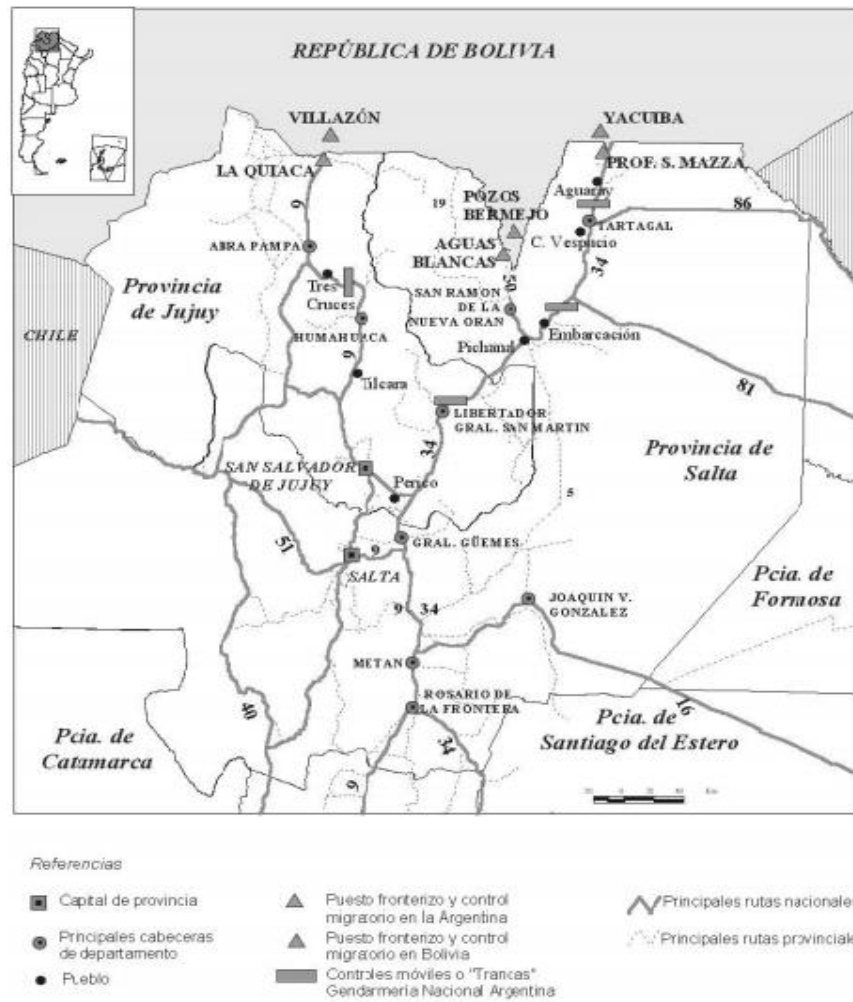 REPÚBLICA DE BOLIVIA
VILLAZÓN
YACUIBA
LA QUIACA
PROF. S. MAZZA
Aguaray
POZOS
BERMEJO
19
86
9
TARTAGAL
C. Vespucio
ABRA PAMPA
AGUAS
BLANCAS
34
50
Provincia
de Jujuy
Tres
Cruces
SAN RAMON
DE LA
NUEVA ORAN
CHILE
HUMAHUACA
Pichanal
Embarcación
9
Tilcara
81
LIBERTADOR
GRAL. SAN MARTIN
34
Provincia de
Salta
SAN SALVADOR
DE JUJUY
Perico
5
51
GRAL. GÜEMES
9
SALTA
Pcia. de
Formosa
JOAQUIN V.
GONZALEZ
9
34
METAN
ROSARIO DE
LA FRONTERA
40
16
Pcia. de
Catamarca
34
Pcia. de
Santiago del Estero
9
Referencias
Capital de provincia
Principales cabeceras
de departamento
Pueblo
Puesto fronterizo y control
migratorio en la Argentina
Puesto fronterizo y control
migratorio en Bolivia
Controles móviles o "Trancas"
Gendarmería Nacional Argentina
Principales rutas nacionales
Principales rutas provinciale